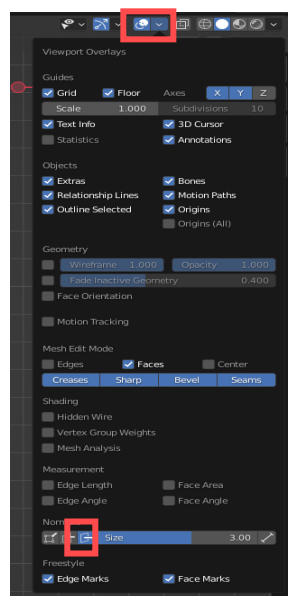 Viewport Overlays
Guides
Grid Floor Axes X Y Z
Scale 1.000 Subdivisions 10
Text Info 3D Cursor
Statistics Annotations
Objects
Extras Bones
Relationship Lines Motion Paths
Outline Selected Origins
Origins (All)
Geometry
Wireframe 1.000 Opacity 1.000
Fade Inactive Geometry 0.400
Face Orientation
Motion Tracking
Mesh Edit Mode
Edges Faces Center
Creases Sharp Bevel Seams
Shading
Hidden Wire
Vertex Group Weights
Mesh Analysis
Measurement
Edge Length Face Area
Edge Angle Face Angle
Size 3.00
Freestyle
Edge Marks Face Marks